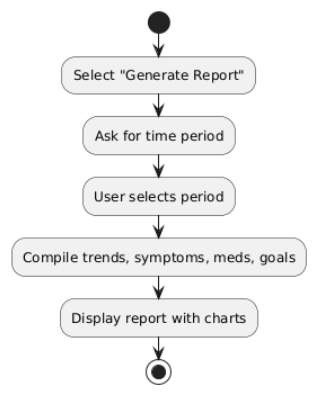 Select "Generate Report"
Ask for time period
User selects period
Compile trends, symptoms, meds, goals
Display report with charts